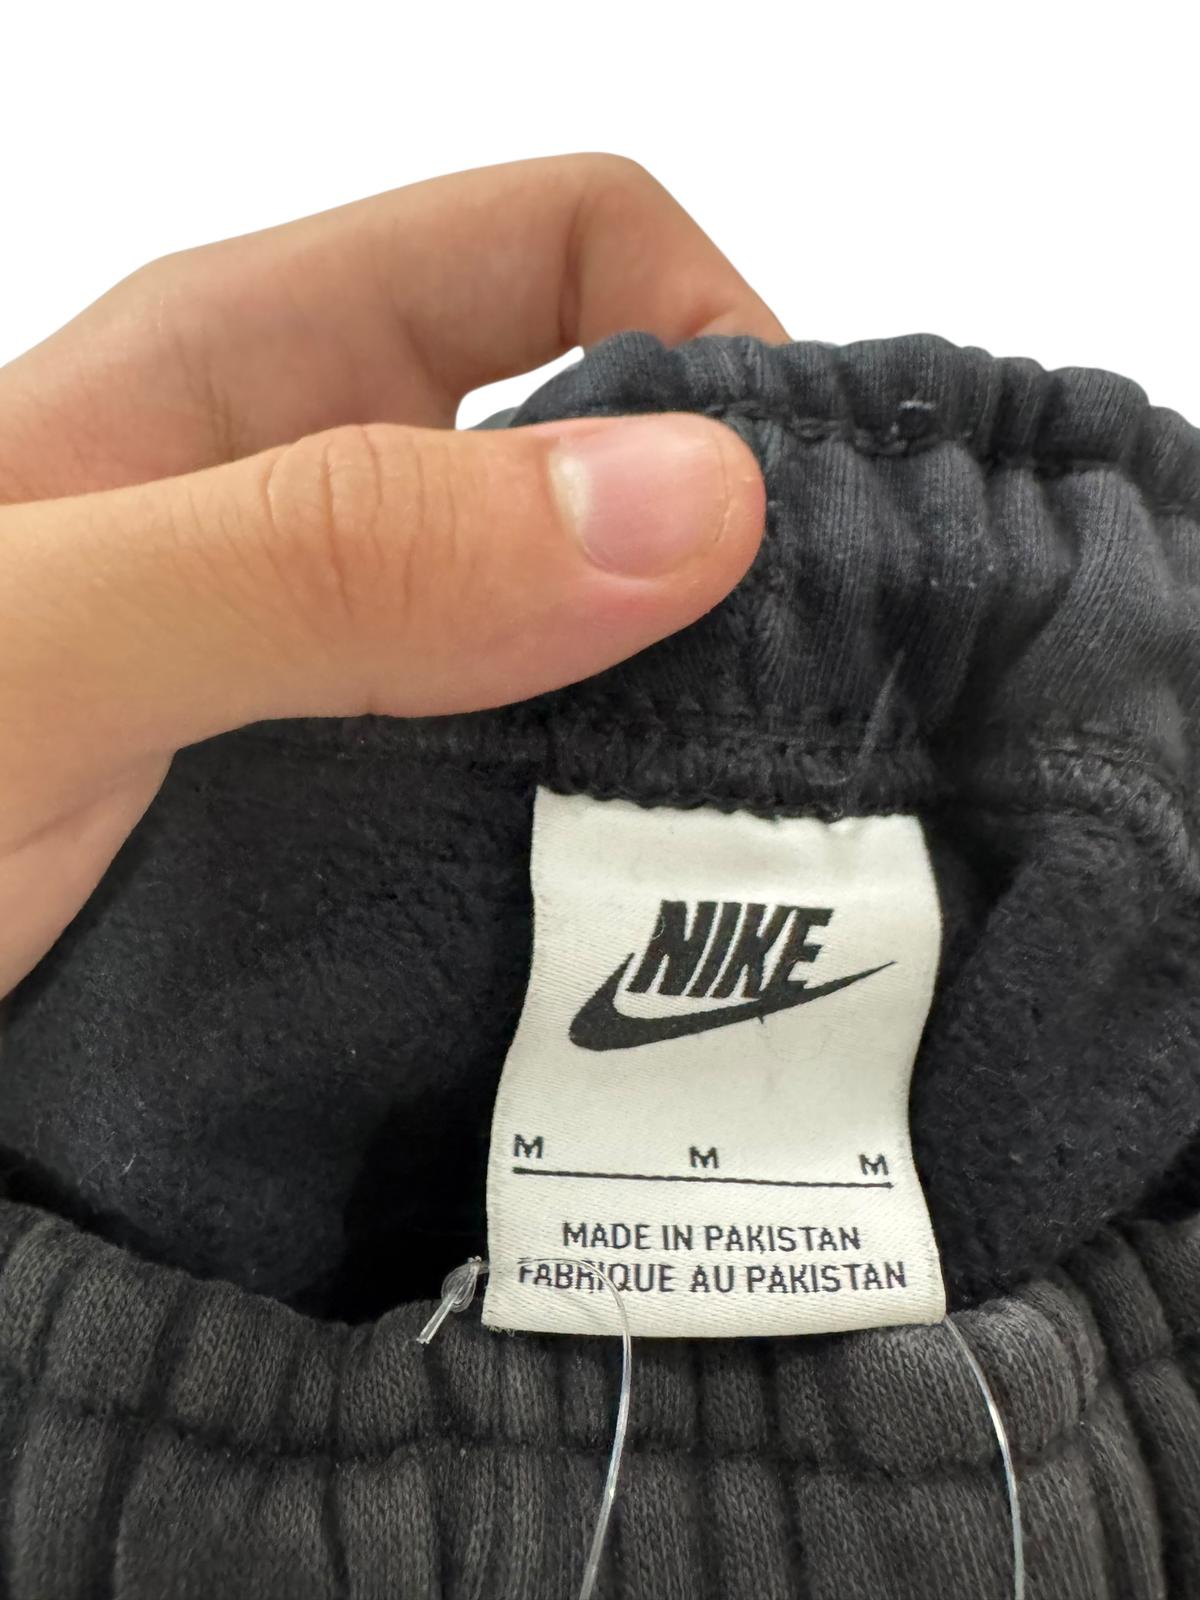 NIKE
M M M
MADE IN PAKISTAN
FABRIQUE AU PAKISTAN